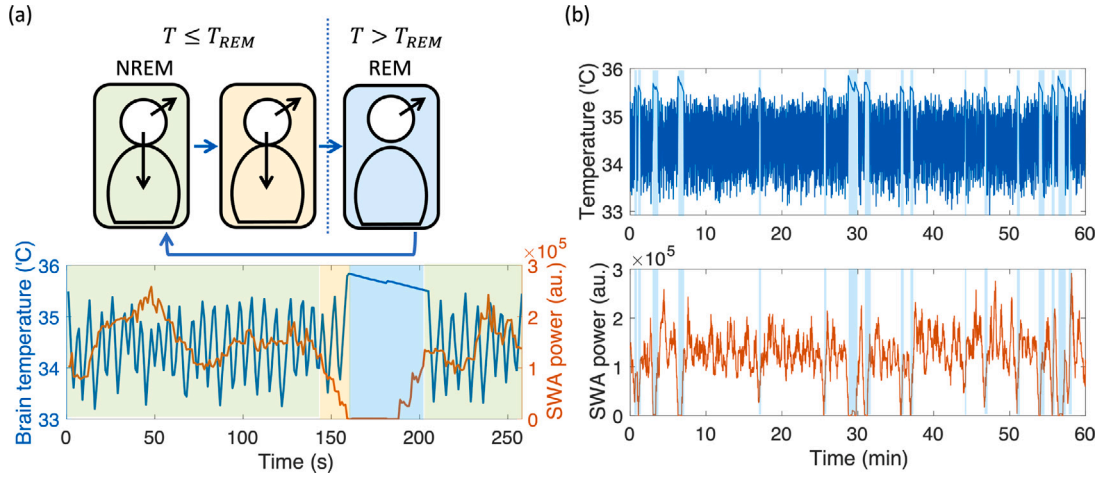 (a)
T ≤ T_REM
T > T_REM
NREM
REM
Brain temperature ('C)
36
35
34
33
×10^5
3
2
1
0
SWA power (au.)
0 50 100 150 200 250
Time (s)
(b)
Temperature ('C)
36
35
34
33
0 10 20 30 40 50 60
×10^5
SWA power (au.)
3
2
1
0
0 10 20 30 40 50 60
Time (min)